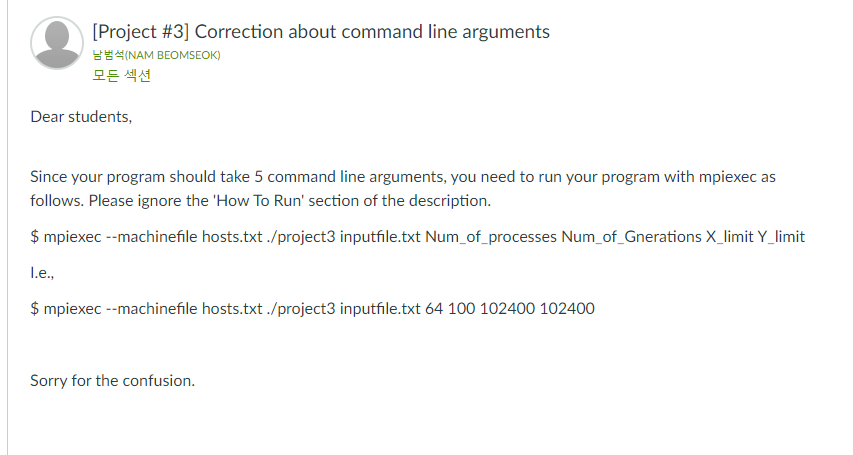 [Project #3] Correction about command line arguments
남범석(NAM BEOMSEOK)
모든 섹션
Dear students,
Since your program should take 5 command line arguments, you need to run your program with mpiexec as
follows. Please ignore the 'How To Run' section of the description.
$ mpiexec --machinefile hosts.txt ./project3 inputfile.txt Num_of_processes Num_of_Gnerations X_limit Y_limit
I.e.,
$ mpiexec --machinefile hosts.txt ./project3 inputfile.txt 64 100 102400 102400
Sorry for the confusion.